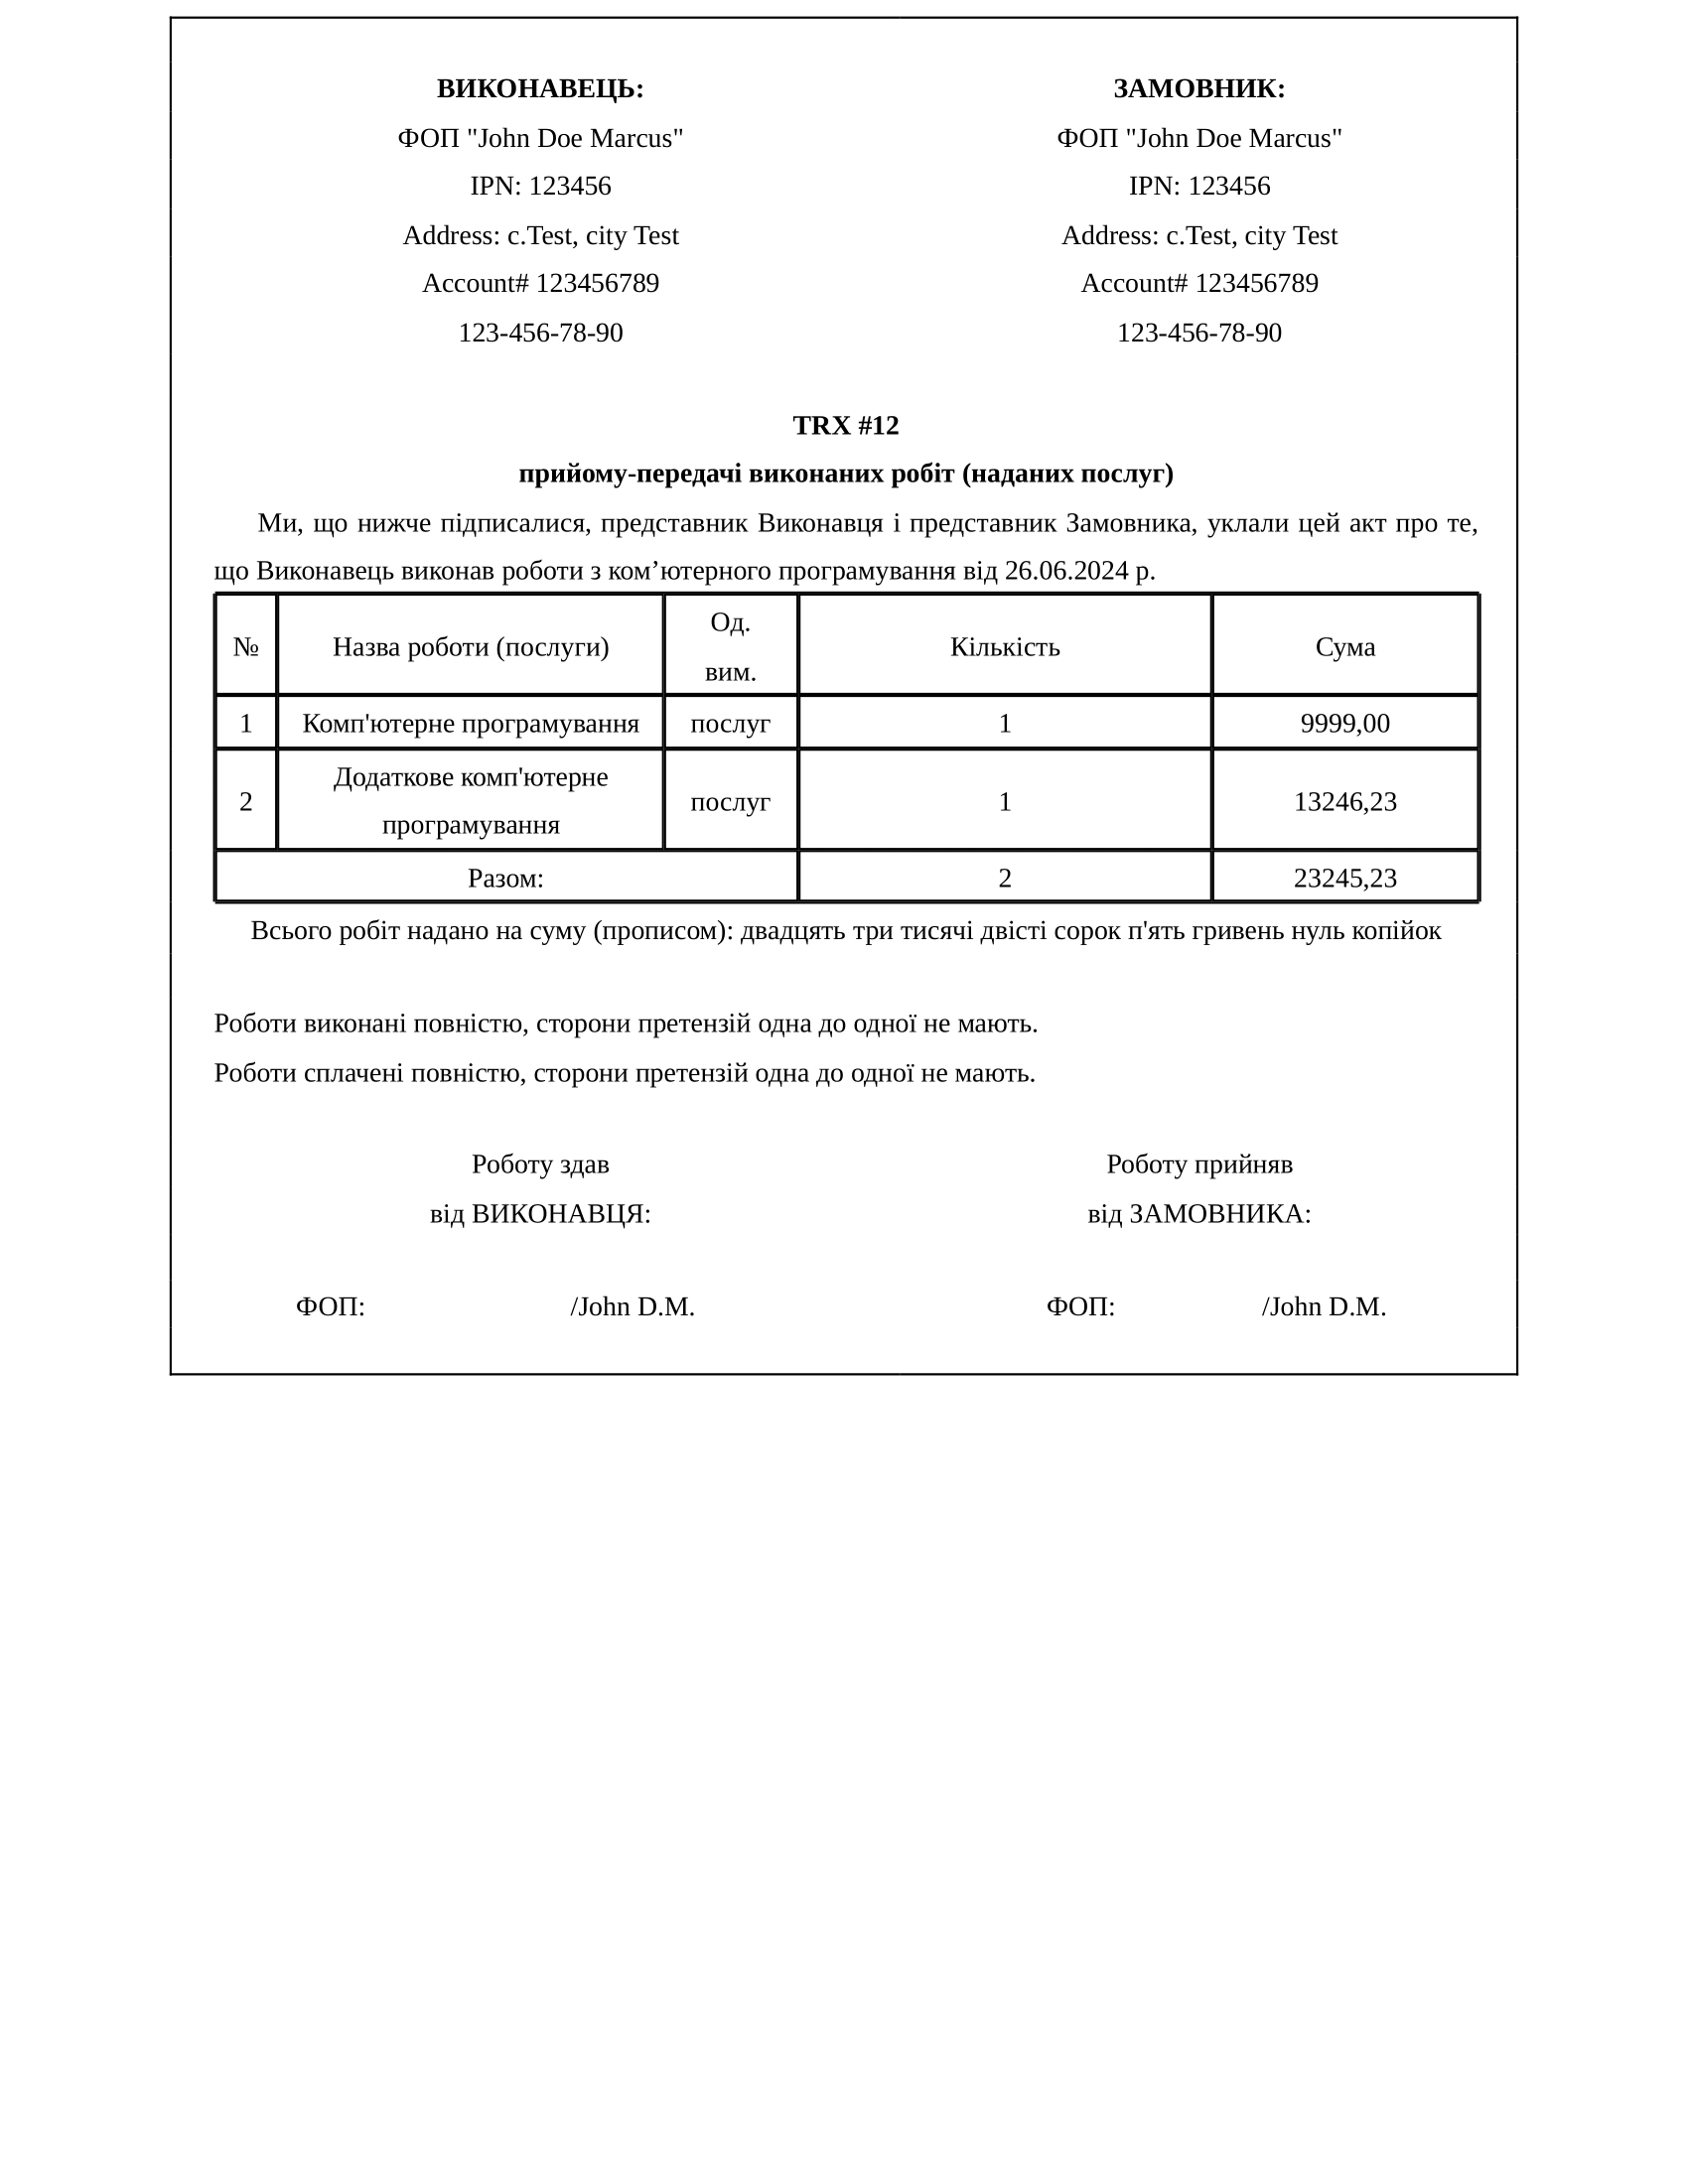 ВИКОНАВЕЦЬ:
ФОП "John Doe Marcus"
IPN: 123456
Address: c.Test, city Test
Account# 123456789
123-456-78-90
ЗАМОВНИК:
ФОП "John Doe Marcus"
IPN: 123456
Address: c.Test, city Test
Account# 123456789
123-456-78-90
TRX #12
прийому-передачі виконаних робіт (наданих послуг)
Ми, що нижче підписалися, представник Виконавця і представник Замовника, уклали цей акт про те,
що Виконавець виконав роботи з ком’ютерного програмування від 26.06.2024 р.
№ Назва роботи (послуги) Од. вим. Кількість Сума
1 Комп'ютерне програмування послуг 1 9999,00
2 Додаткове комп'ютерне програмування послуг 1 13246,23
Разом: 2 23245,23
Всього робіт надано на суму (прописом): двадцять три тисячі двісті сорок п'ять гривень нуль копійок
Роботи виконані повністю, сторони претензій одна до одної не мають.
Роботи сплачені повністю, сторони претензій одна до одної не мають.
Роботу здав
від ВИКОНАВЦЯ:
ФОП: /John D.M.
Роботу прийняв
від ЗАМОВНИКА:
ФОП: /John D.M.